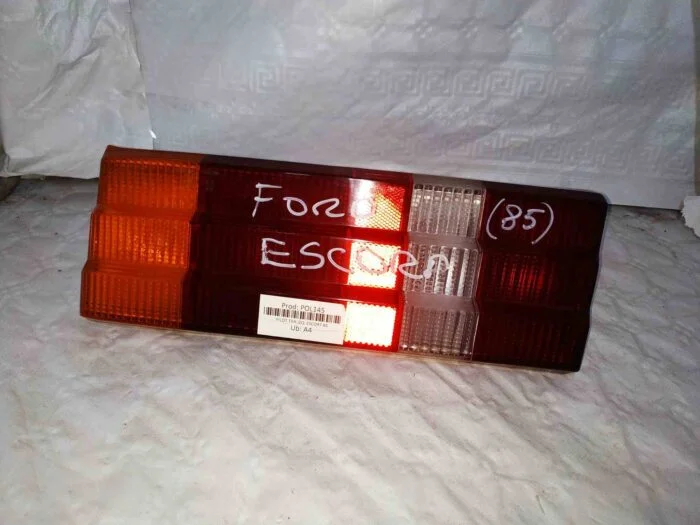 FORD
(85)
ESCORT
Prod: POL145
Ub: A4